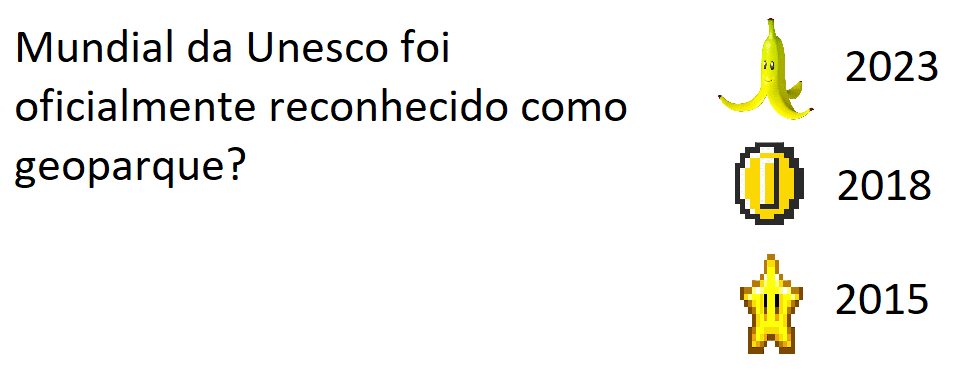 Mundial da Unesco foi
oficialmente reconhecido como
geoparque?
2023
2018
2015